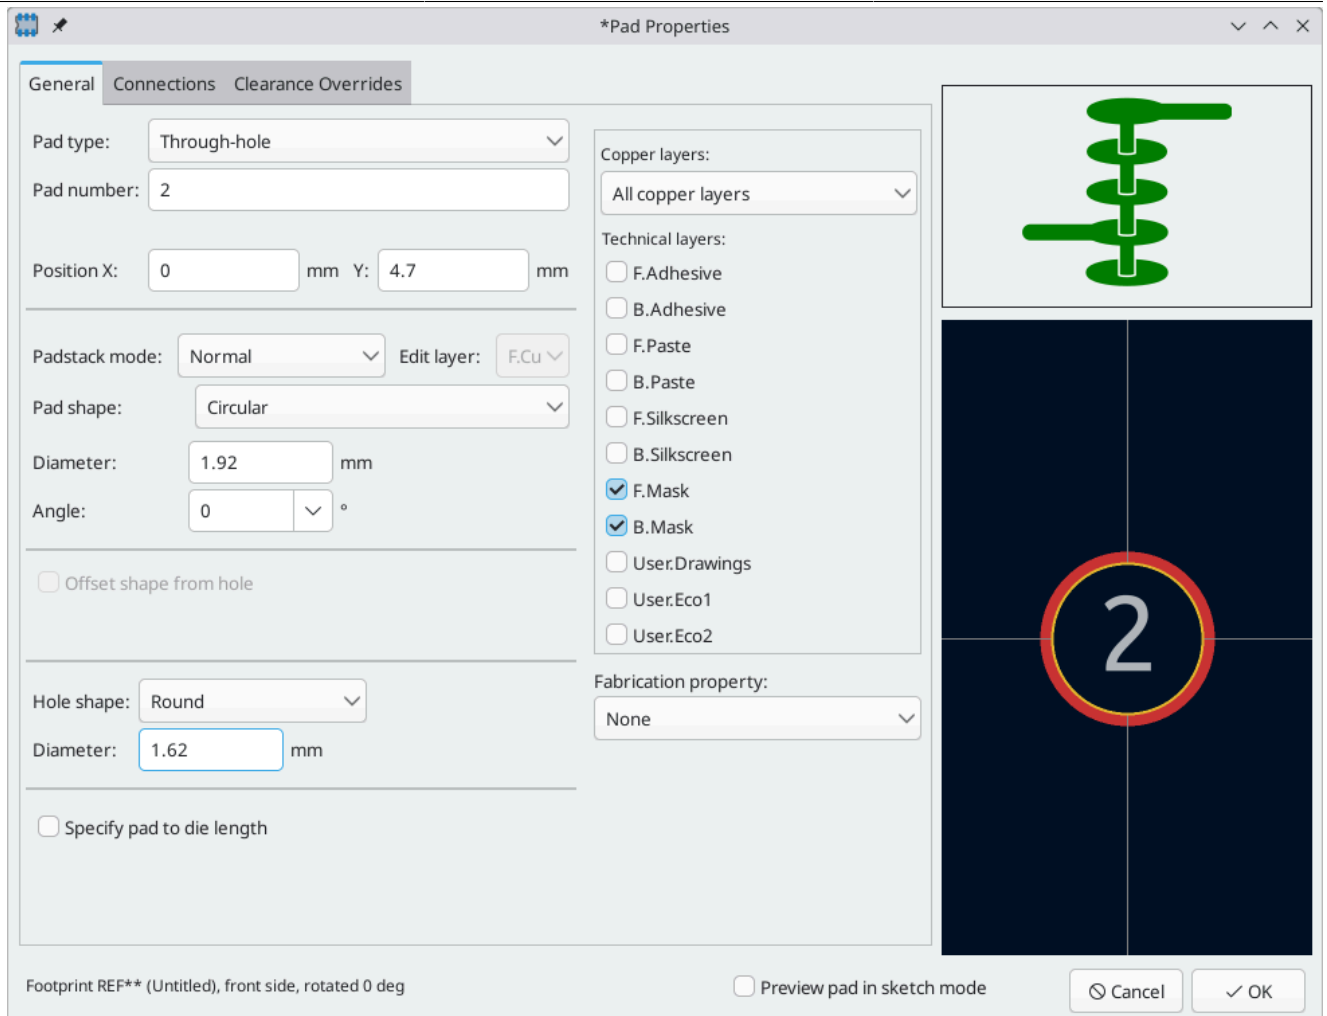 *Pad Properties
General Connections Clearance Overrides
Pad type: Through-hole
Pad number: 2
Position X: 0 mm Y: 4.7 mm
Padstack mode: Normal Edit layer: F.Cu
Pad shape: Circular
Diameter: 1.92 mm
Angle: 0 °
Offset shape from hole
Hole shape: Round
Diameter: 1.62 mm
Specify pad to die length
Copper layers:
All copper layers
Technical layers:
F.Adhesive
B.Adhesive
F.Paste
B.Paste
F.Silkscreen
B.Silkscreen
F.Mask
B.Mask
User.Drawings
User.Eco1
User.Eco2
Fabrication property:
None
2
Footprint REF** (Untitled), front side, rotated 0 deg
Preview pad in sketch mode
Cancel
OK